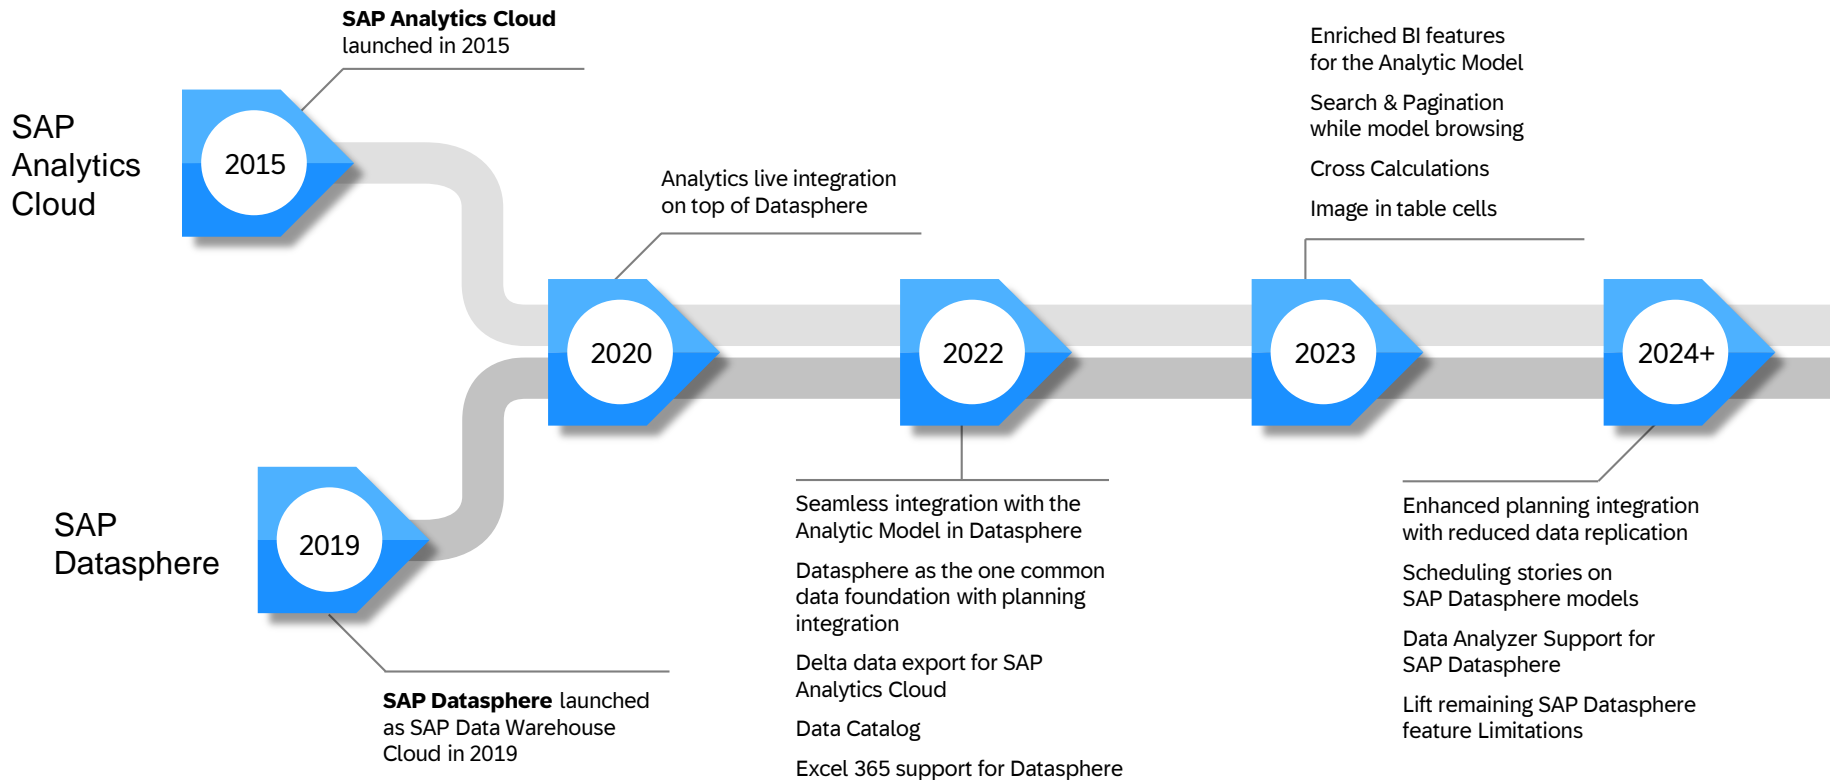 SAP Analytics Cloud
launched in 2015
SAP
Analytics
Cloud
2015
Analytics live integration
on top of Datasphere
Enriched BI features
for the Analytic Model
Search & Pagination
while model browsing
Cross Calculations
Image in table cells
2020
2022
2023
2024+
SAP
Datasphere
2019
SAP Datasphere launched
as SAP Data Warehouse
Cloud in 2019
Seamless integration with the
Analytic Model in Datasphere
Datasphere as the one common
data foundation with planning
integration
Delta data export for SAP
Analytics Cloud
Data Catalog
Excel 365 support for Datasphere
Enhanced planning integration
with reduced data replication
Scheduling stories on
SAP Datasphere models
Data Analyzer Support for
SAP Datasphere
Lift remaining SAP Datasphere
feature Limitations